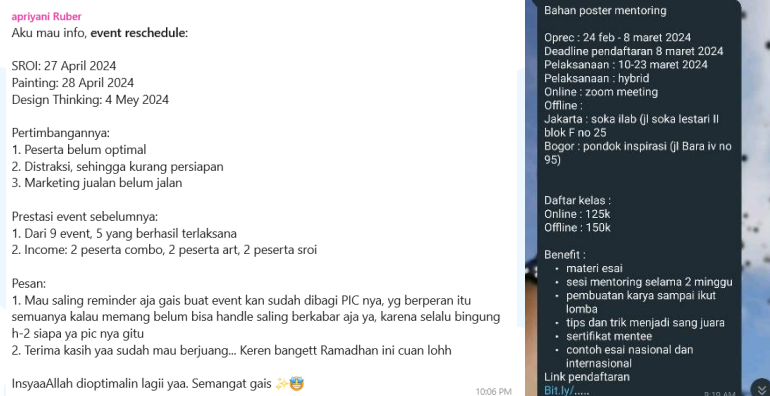 apriyani Ruber
Aku mau info, event reschedule:
SROI: 27 April 2024
Painting: 28 April 2024
Design Thinking: 4 Mey 2024
Pertimbangannya:
1. Peserta belum optimal
2. Distraksi, sehingga kurang persiapan
3. Marketing jualan belum jalan
Prestasi event sebelumnya:
1. Dari 9 event, 5 yang berhasil terlaksana
2. Income: 2 peserta combo, 2 peserta art, 2 peserta sroi
Pesan:
1. Mau saling reminder aja gais buat event kan sudah dibagi PIC nya, yg berperan itu
semuanya kalau memang belum bisa handle saling berkabar aja ya, karena selalu bingung
h-2 siapa ya pic nya gitu
2. Terima kasih yaa sudah mau berjuang... Keren bangett Ramadhan ini cuan lohh
InsyaaAllah dioptimalin lagii yaa. Semangat gais ✨🤠
10:06 PM
Bahan poster mentoring
Oprec : 24 feb - 8 maret 2024
Deadline pendaftaran 8 maret 2024
Pelaksanaan : 10-23 maret 2024
Pelaksanaan : hybrid
Online : zoom meeting
Offline :
Jakarta : soka ilab (jl soka lestari II
blok F no 25
Bogor : pondok inspirasi (jl Bara iv no
95)
Daftar kelas :
Online : 125k
Offline : 150k
Benefit :
• materi esai
• sesi mentoring selama 2 minggu
• pembuatan karya sampai ikut
lomba
• tips dan trik menjadi sang juara
• sertifikat mentee
• contoh esai nasional dan
internasional
Link pendaftaran
Bit.ly/.....
9:19 AM